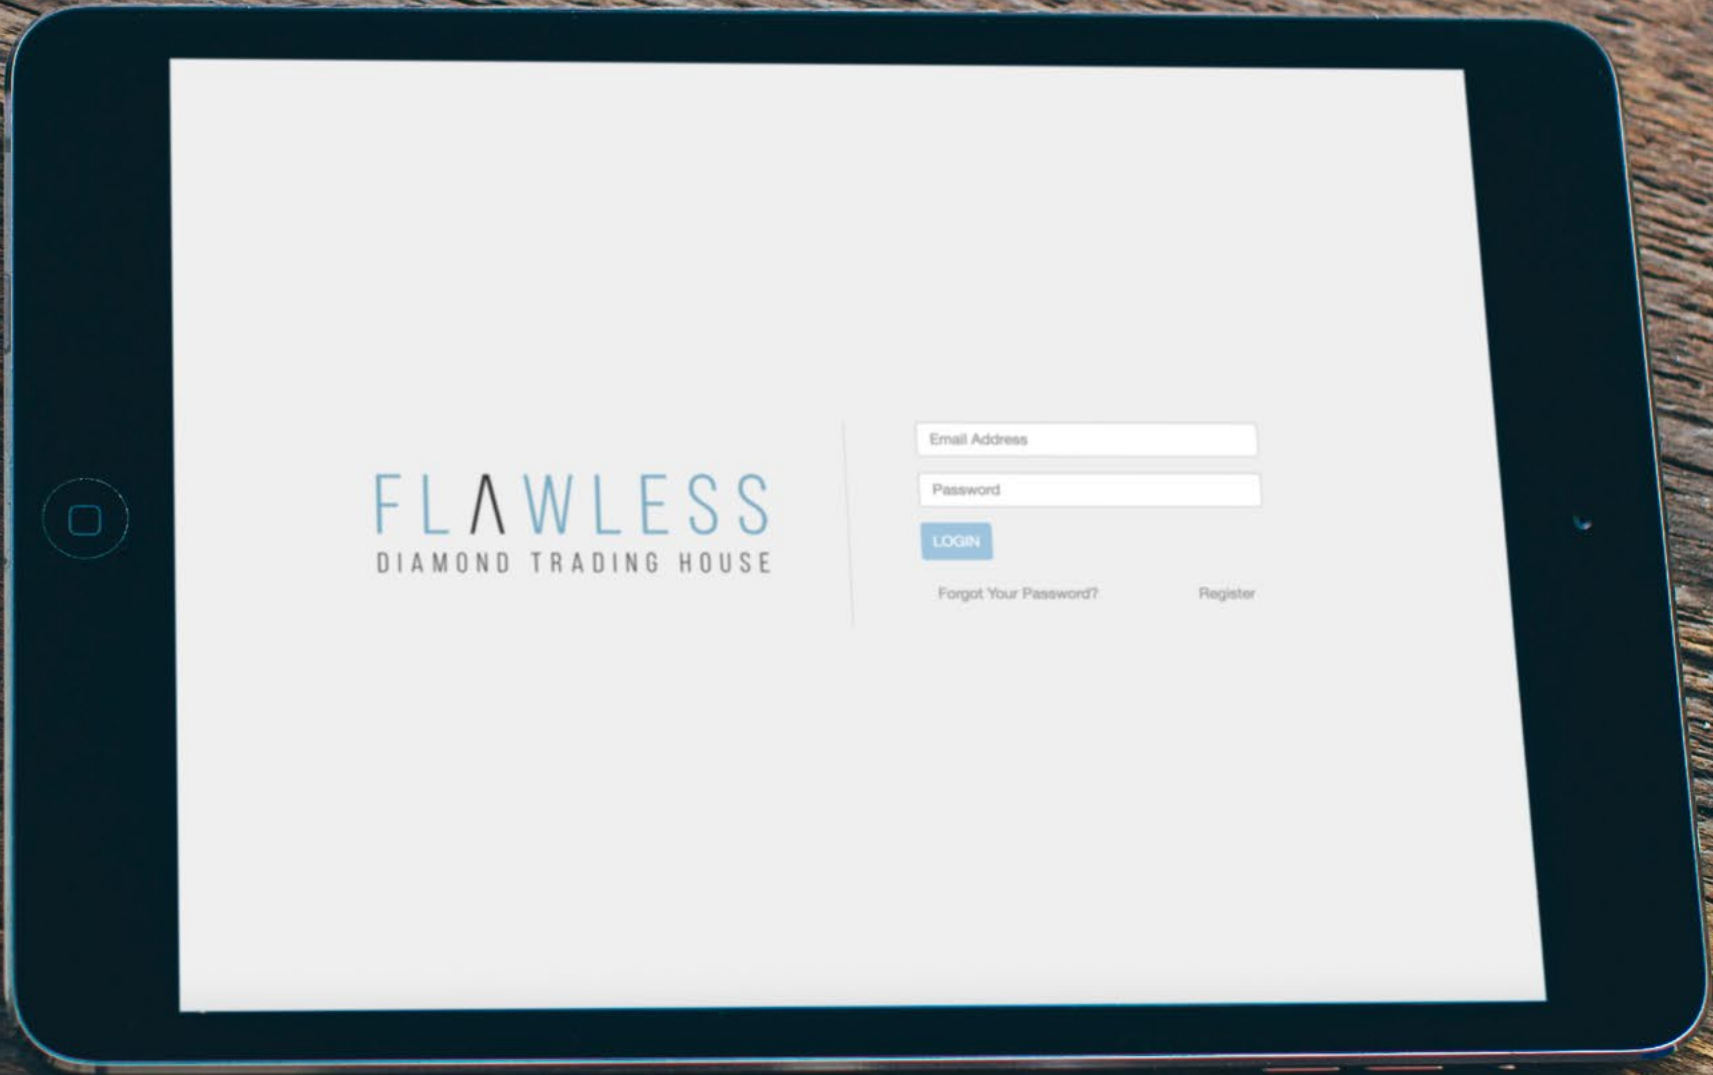 FLAWLESS
DIAMOND TRADING HOUSE
Email Address
Password
LOGIN
Forgot Your Password?
Register